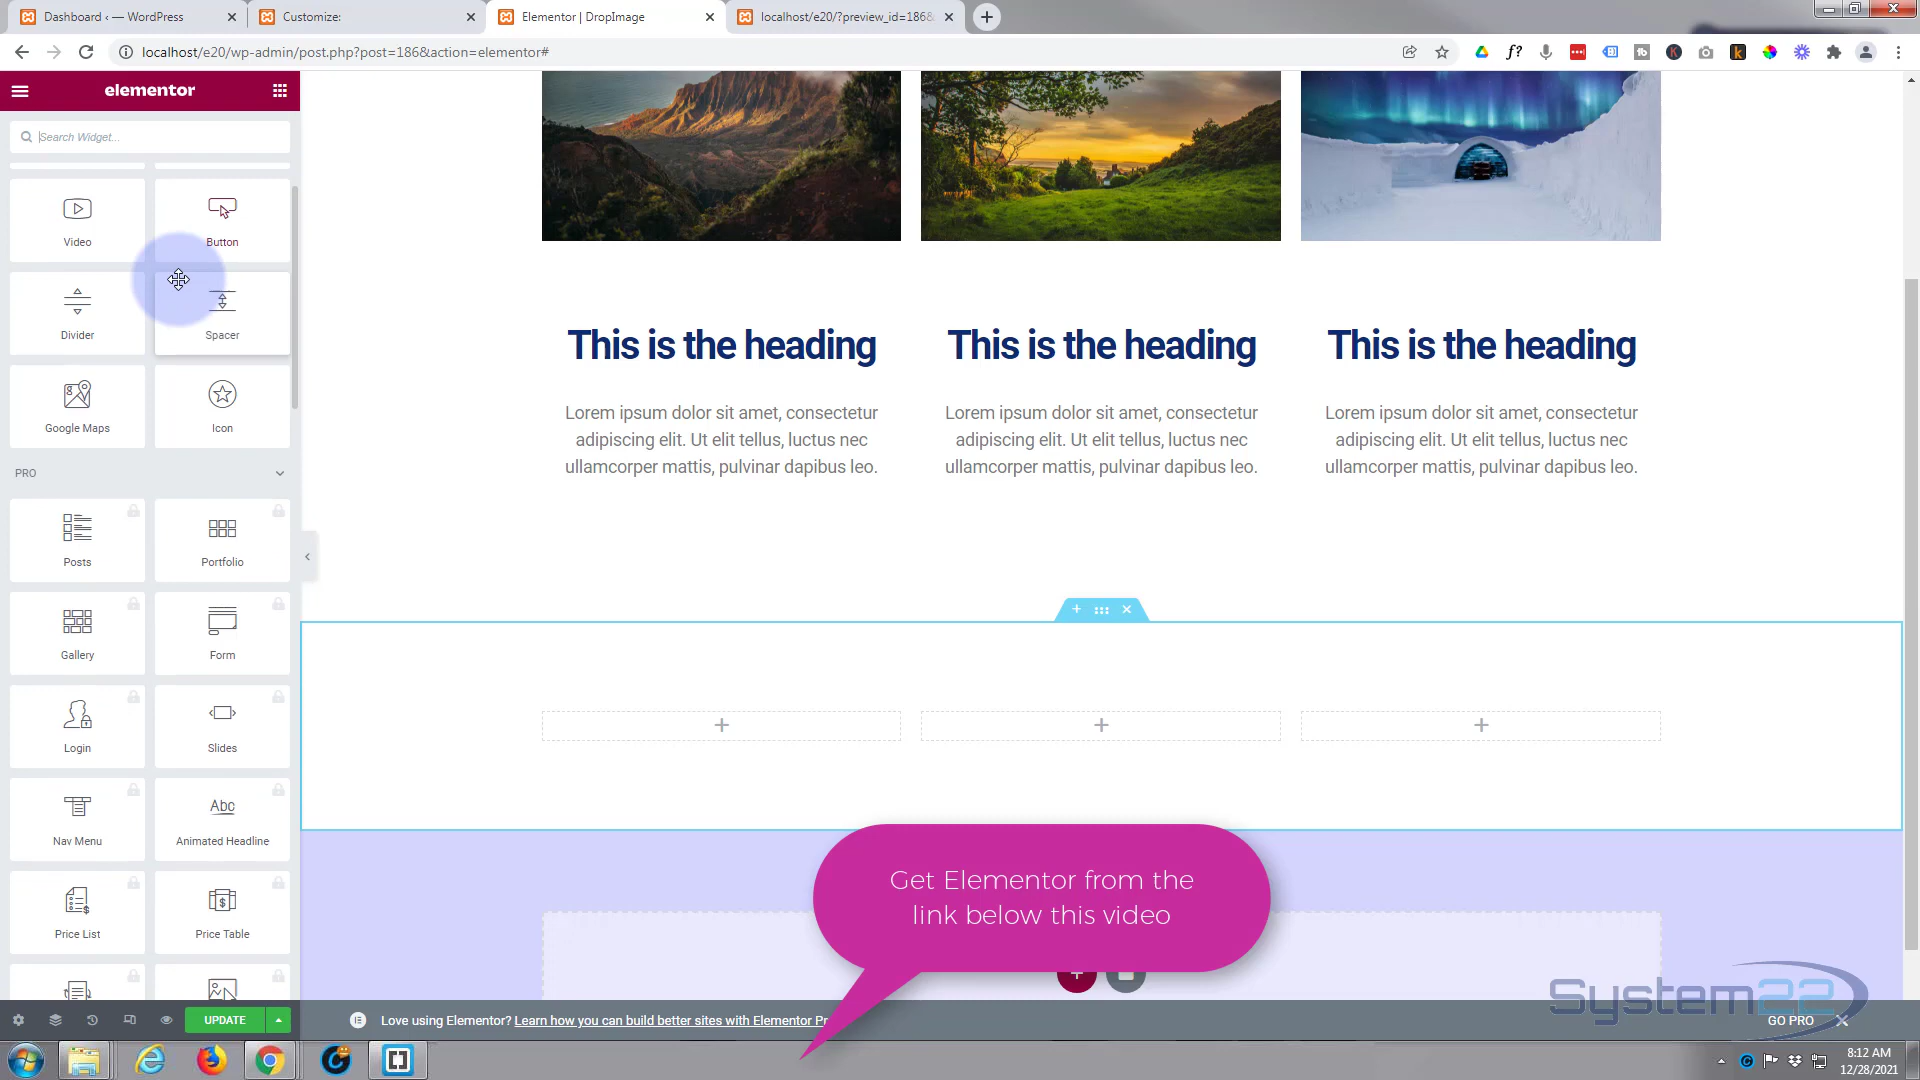 Dashboard ‹ — WordPress
Customize:
Elementor | DropImage
localhost/e20/?preview_id=186&
localhost/e20/wp-admin/post.php?post=186&action=elementor#
elementor
Search Widget...
Video
Button
Divider
Spacer
Google Maps
Icon
PRO
Posts
Portfolio
Gallery
Form
Login
Slides
Nav Menu
Abc
Animated Headline
Price List
Price Table
UPDATE
This is the heading
This is the heading
This is the heading
Lorem ipsum dolor sit amet, consectetur
adipiscing elit. Ut elit tellus, luctus nec
ullamcorper mattis, pulvinar dapibus leo.
Lorem ipsum dolor sit amet, consectetur
adipiscing elit. Ut elit tellus, luctus nec
ullamcorper mattis, pulvinar dapibus leo.
Lorem ipsum dolor sit amet, consectetur
adipiscing elit. Ut elit tellus, luctus nec
ullamcorper mattis, pulvinar dapibus leo.
Get Elementor from the
link below this video
System22
Love using Elementor? Learn how you can build better sites with Elementor Pr
GO PRO
8:12 AM
12/28/2021